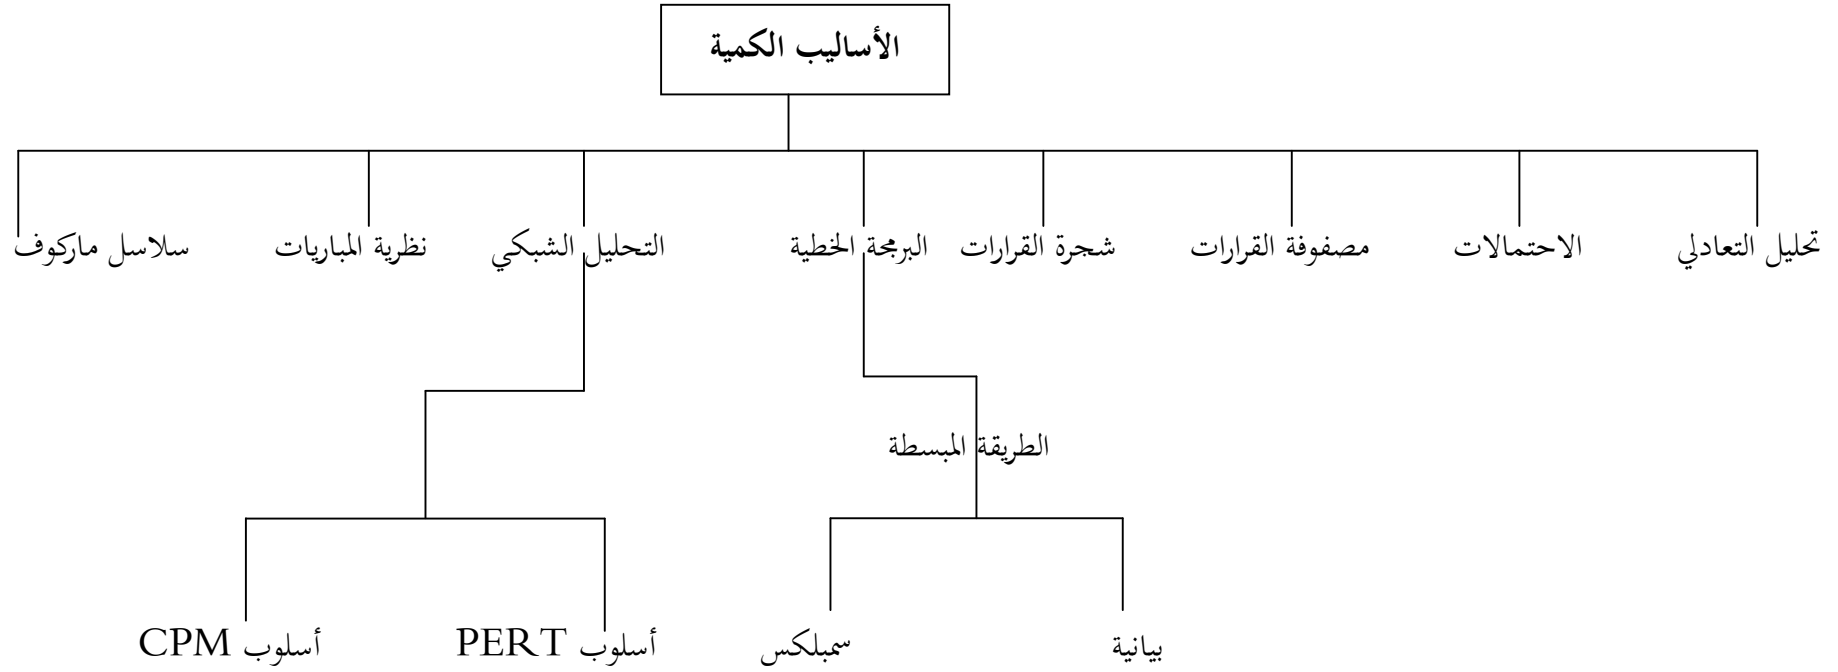 الأساليب الكمية
تحليل التعادلي
الاحتمالات
مصفوفة القرارات
شجرة القرارات
البرمجة الخطية
التحليل الشبكي
نظرية المباريات
سلاسل ماركوف
الطريقة المبسطة
بيانية
سمبلكس
أسلوب PERT
أسلوب CPM